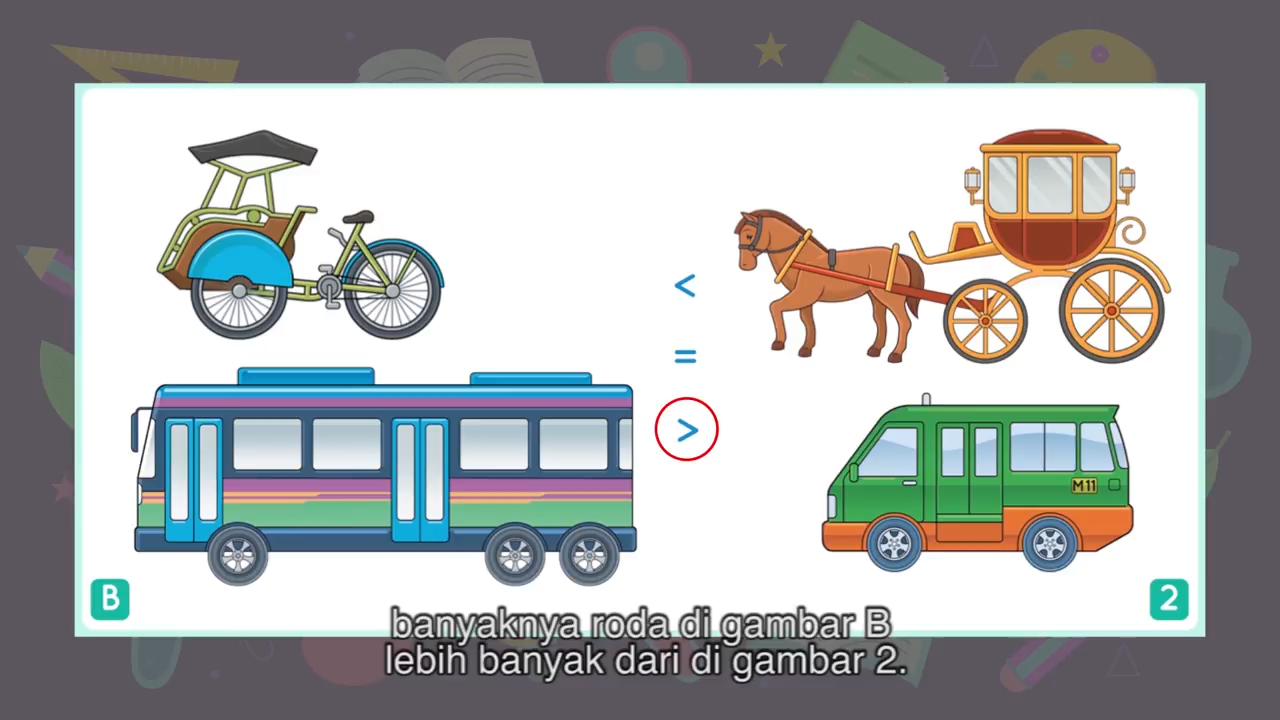 <
=
>
M11
B
2
banyaknya roda di gambar B
lebih banyak dari di gambar 2.